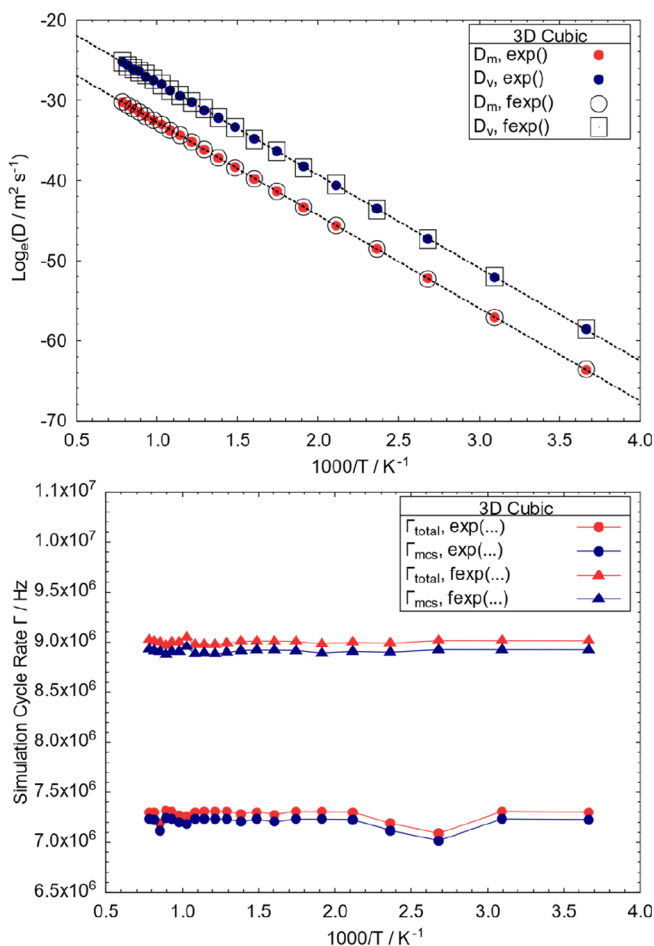 -20
-30
-40
-50
-60
-70
Logₑ(D / m² s⁻¹)
3D Cubic
Dₘ, exp()
Dᵥ, exp()
Dₘ, fexp()
Dᵥ, fexp()
0.5 1.0 1.5 2.0 2.5 3.0 3.5 4.0
1000/T / K⁻¹
1.1x10⁷
1.0x10⁷
9.5x10⁶
9.0x10⁶
8.5x10⁶
8.0x10⁶
7.5x10⁶
7.0x10⁶
6.5x10⁶
Simulation Cycle Rate Γ / Hz
3D Cubic
Γtotal, exp(...)
Γmcs, exp(...)
Γtotal, fexp(...)
Γmcs, fexp(...)
0.5 1.0 1.5 2.0 2.5 3.0 3.5 4.0
1000/T / K⁻¹